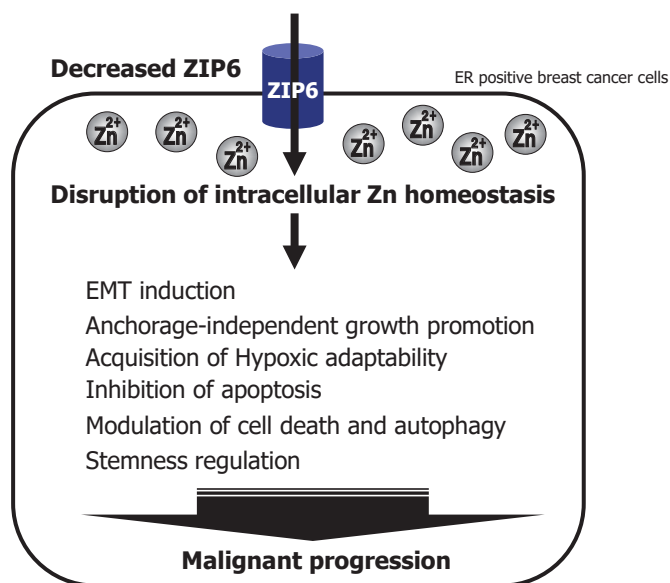 Decreased ZIP6
ZIP6
ER positive breast cancer cells
Zn2+
Zn2+
Zn2+
Zn2+
Zn2+
Zn2+
Zn2+
Disruption of intracellular Zn homeostasis
EMT induction
Anchorage-independent growth promotion
Acquisition of Hypoxic adaptability
Inhibition of apoptosis
Modulation of cell death and autophagy
Stemness regulation
Malignant progression